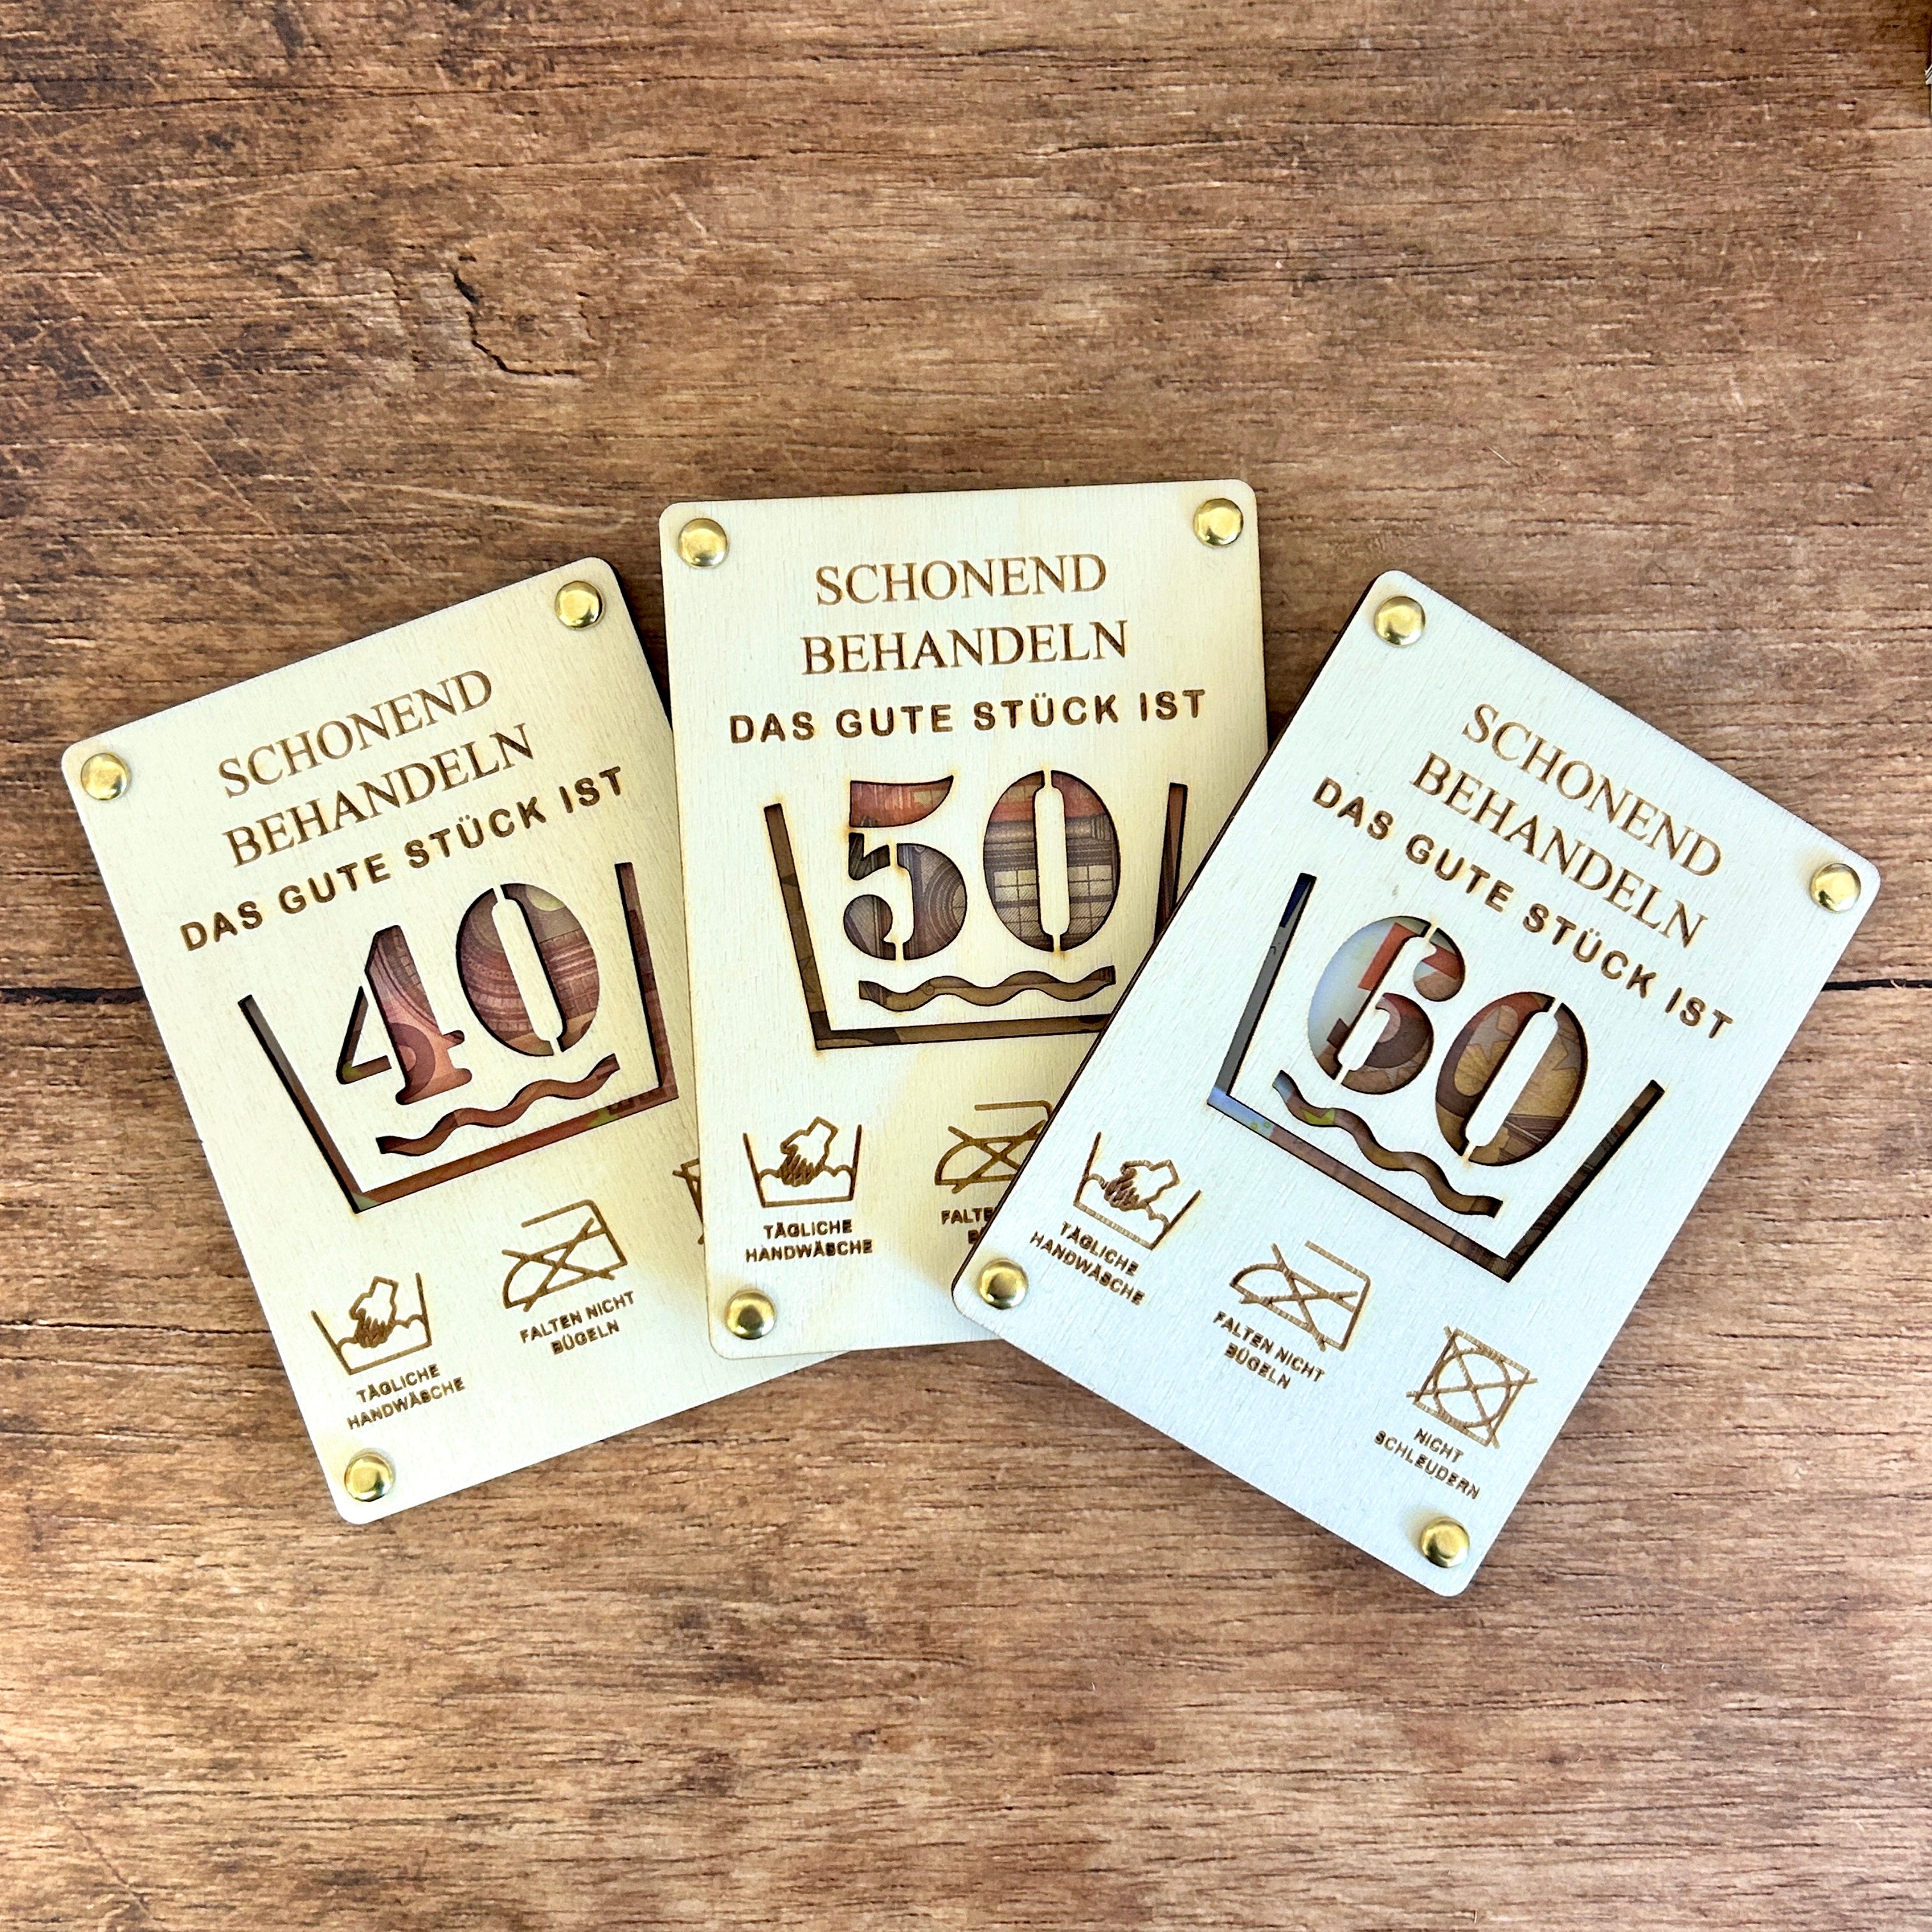 SCHONEND
BEHANDELN
DAS GUTE STÜCK IST
40
TÄGLICHE
HANDWÄSCHE
FALTEN NICHT
BÜGELN
SCHONEND
BEHANDELN
DAS GUTE STÜCK IST
50
TÄGLICHE
HANDWÄSCHE
SCHONEND
BEHANDELN
DAS GUTE STÜCK IST
60
TÄGLICHE
HANDWÄSCHE
FALTEN NICHT
BÜGELN
NICHT
SCHLEUDERN